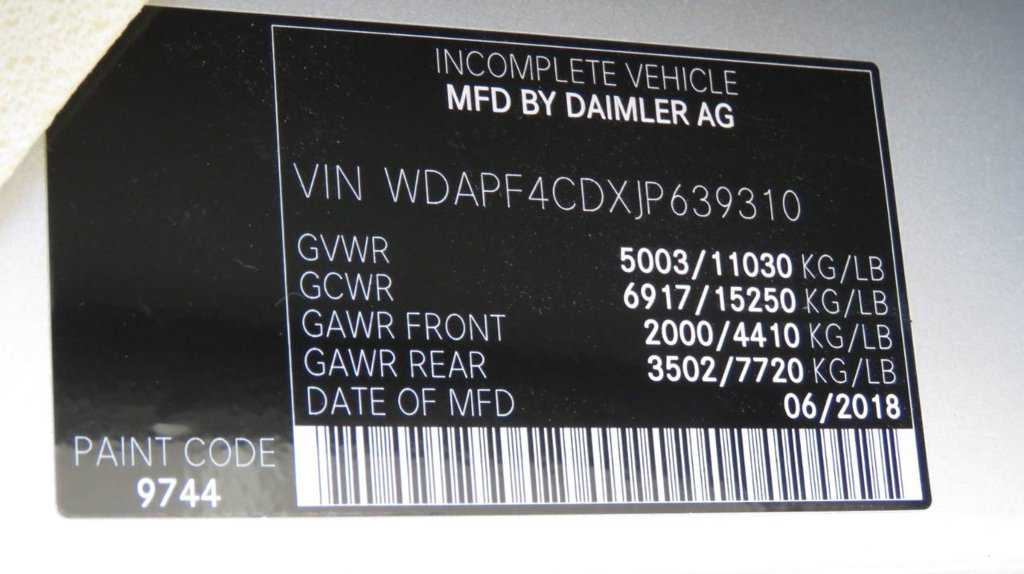 INCOMPLETE VEHICLE
MFD BY DAIMLER AG
VIN WDAPF4CDXJP639310
GVWR 5003/11030 KG/LB
GCWR 6917/15250 KG/LB
GAWR FRONT 2000/4410 KG/LB
GAWR REAR 3502/7720 KG/LB
DATE OF MFD 06/2018
PAINT CODE
9744